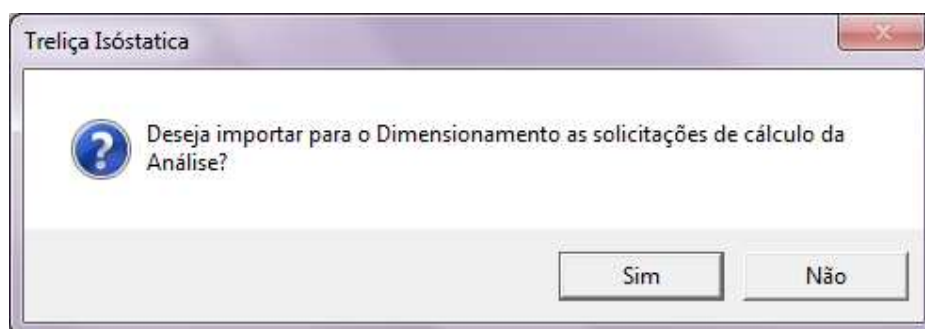 Treliça Isóstatica
Deseja importar para o Dimensionamento as solicitações de cálculo da
Análise?
Sim Não